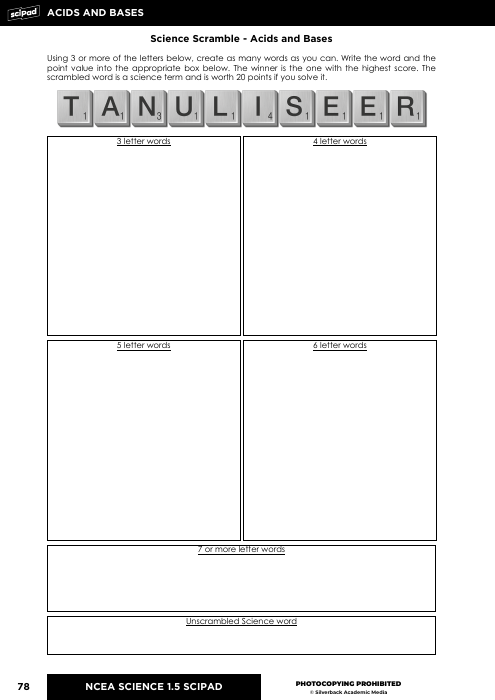 scipad
ACIDS AND BASES
Science Scramble - Acids and Bases
Using 3 or more of the letters below, create as many words as you can. Write the word and the
point value into the appropriate box below. The winner is the one with the highest score. The
scrambled word is a science term and is worth 20 points if you solve it.
T1 A1 N3 U1 L1 I4 S1 E1 E1 R1
3 letter words
4 letter words
5 letter words
6 letter words
7 or more letter words
Unscrambled Science word
78
NCEA SCIENCE 1.5 SCIPAD
PHOTOCOPYING PROHIBITED
© Silverback Academic Media